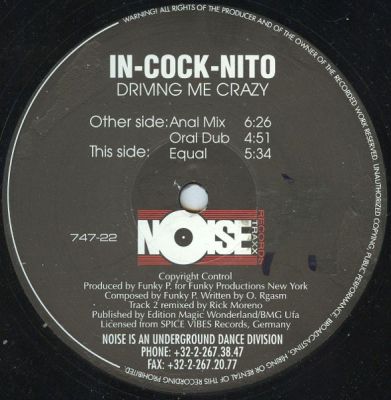 WARNING! ALL RIGHTS OF THE PRODUCER AND OF THE OWNER OF THE RECORDED WORK RESERVED. UNAUTHORIZED COPYING, PUBLIC PERFORMANCE, BROADCASTING, HIRING OR RENTAL OF THIS RECORDING PROHIBITED.
IN-COCK-NITO
DRIVING ME CRAZY
Other side: Anal Mix 6:26
Oral Dub 4:51
This side: Equal 5:34
747-22
NOISE
TRAXX
RECORDS
Copyright Control
Produced by Funky P. for Funky Productions New York
Composed by Funky P. Written by O. Rgasm
Track 2 remixed by Rick Moreno
Published by Edition Magic Wonderland/BMG Ufa
Licensed from SPICE VIBES Records, Germany
NOISE IS AN UNDERGROUND DANCE DIVISION
PHONE: +32-2-267.38.47
FAX: +32-2-267.20.77